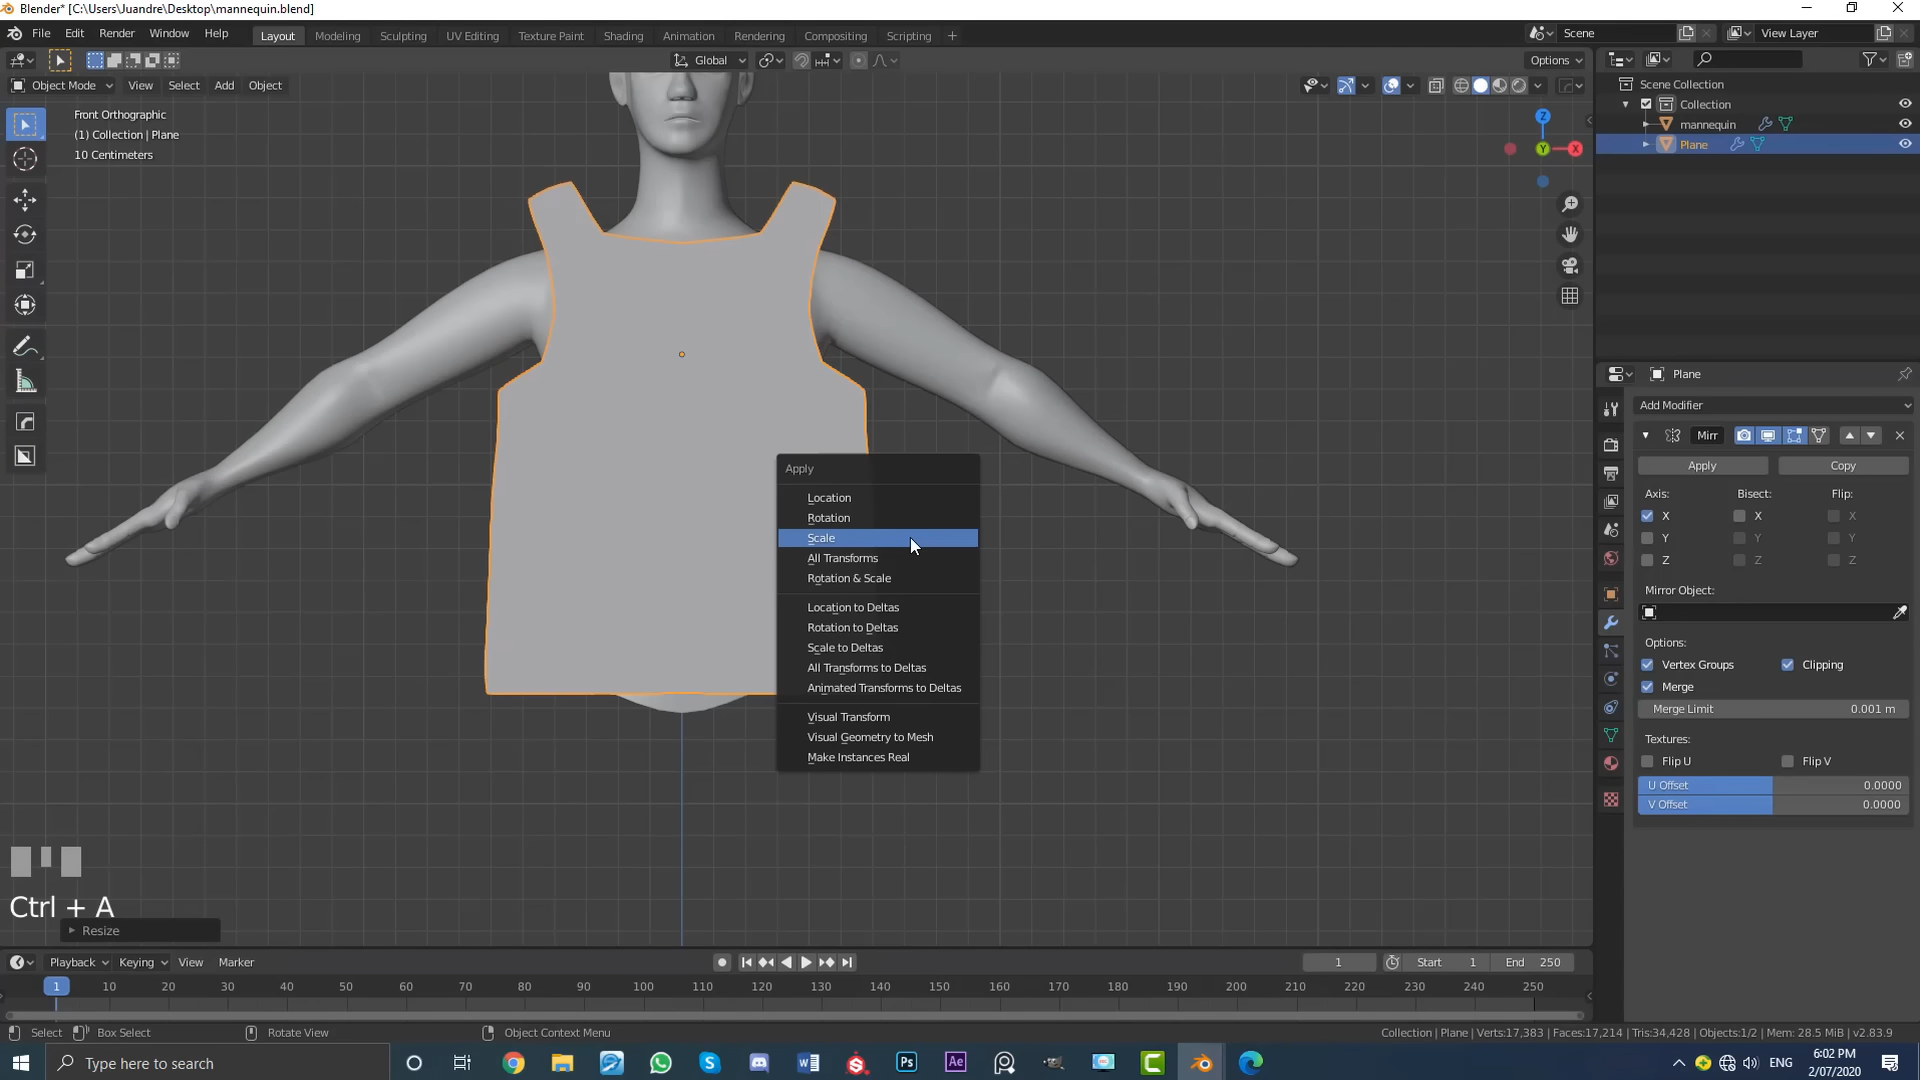 Blender* [C:\Users\Juandre\Desktop\mannequin.blend]
File Edit Render Window Help
Layout Modeling Sculpting UV Editing Texture Paint Shading Animation Rendering Compositing Scripting +
Scene
View Layer
Global
Options
Object Mode View Select Add Object
Front Orthographic
(1) Collection | Plane
10 Centimeters
Z
Y
X
Scene Collection
Collection
mannequin
Plane
Plane
Add Modifier
Mirr
Apply Copy
Axis: Bisect: Flip:
X X X
Y Y Y
Z Z Z
Mirror Object:
Options:
Vertex Groups Clipping
Merge
Merge Limit 0.001 m
Textures:
Flip U Flip V
U Offset 0.0000
V Offset 0.0000
Apply
Location
Rotation
Scale
All Transforms
Rotation & Scale
Location to Deltas
Rotation to Deltas
Scale to Deltas
All Transforms to Deltas
Animated Transforms to Deltas
Visual Transform
Visual Geometry to Mesh
Make Instances Real
Ctrl + A
Resize
Playback Keying View Marker
1 Start 1 End 250
1 10 20 30 40 50 60 70 80 90 100 110 120 130 140 150 160 170 180 190 200 210 220 230 240 250
Select Box Select Rotate View Object Context Menu
Collection | Plane | Verts:17,383 | Faces:17,214 | Tris:34,428 | Objects:1/2 | Mem: 28.5 MiB | v2.83.9
Type here to search
Ps
Ae
ENG
6:02 PM
2/07/2020